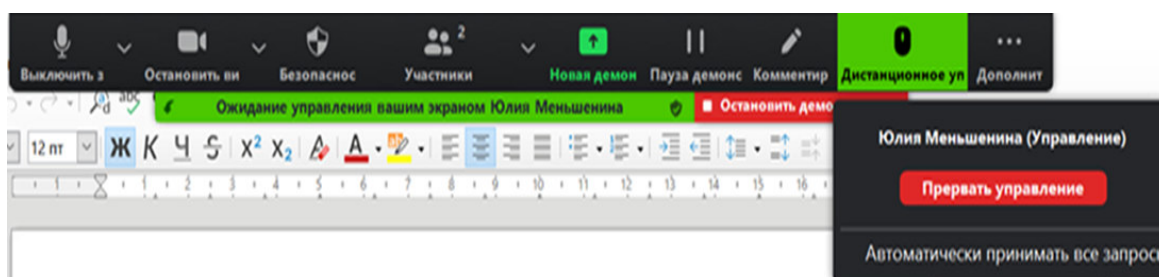 2
Выключить з Остановить ви Безопаснос Участники Новая демон Пауза демонс Комментир Дистанционное уп Дополнит
abc Ожидание управления вашим экраном Юлия Меньшенина Остановить демо
Юлия Меньшенина (Управление)
12 пт Ж К Ч S X² X₂ A A
Прервать управление
1 1 2 3 4 5 6 7 8 9 10 11 12 13 14 15 16
Автоматически принимать все запрос